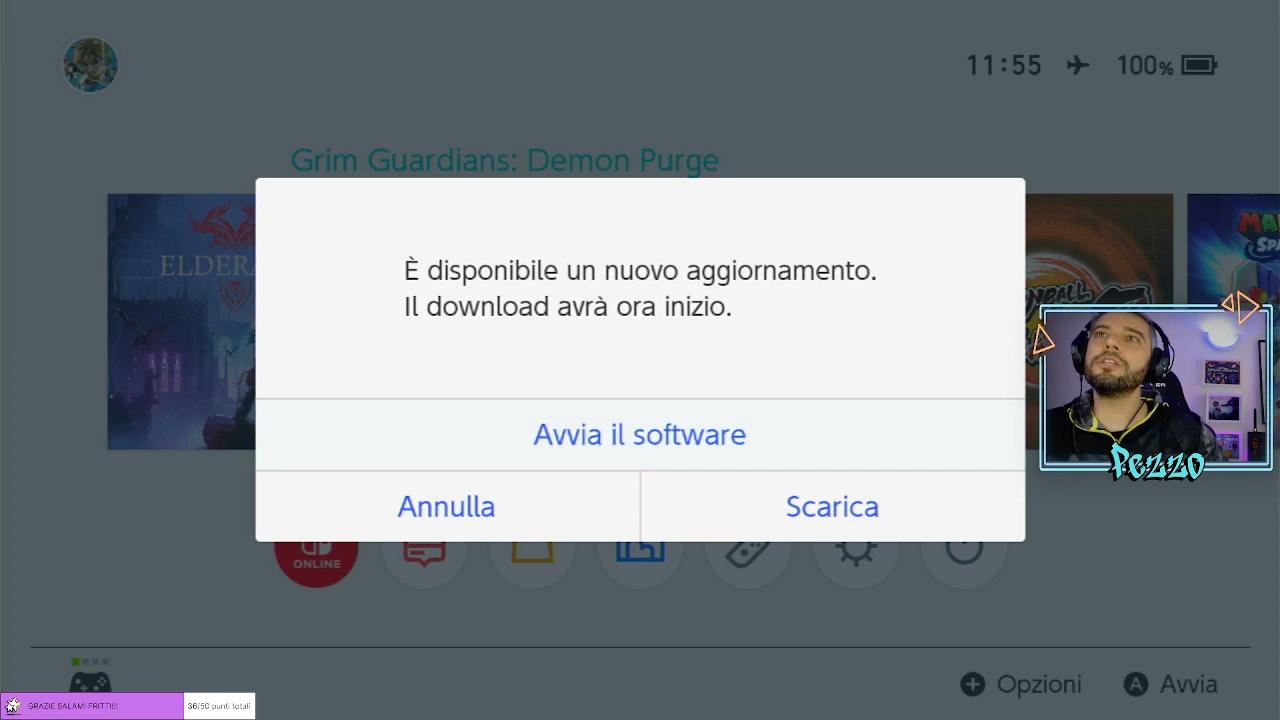 11:55
100%
Grim Guardians: Demon Purge
ELDERA
È disponibile un nuovo aggiornamento.
Il download avrà ora inizio.
Avvia il software
Annulla
Scarica
ONLINE
Pezzo
Opzioni
A Avvia
GRAZIE SALAMI FRITTI!!!
36/50 punti totali